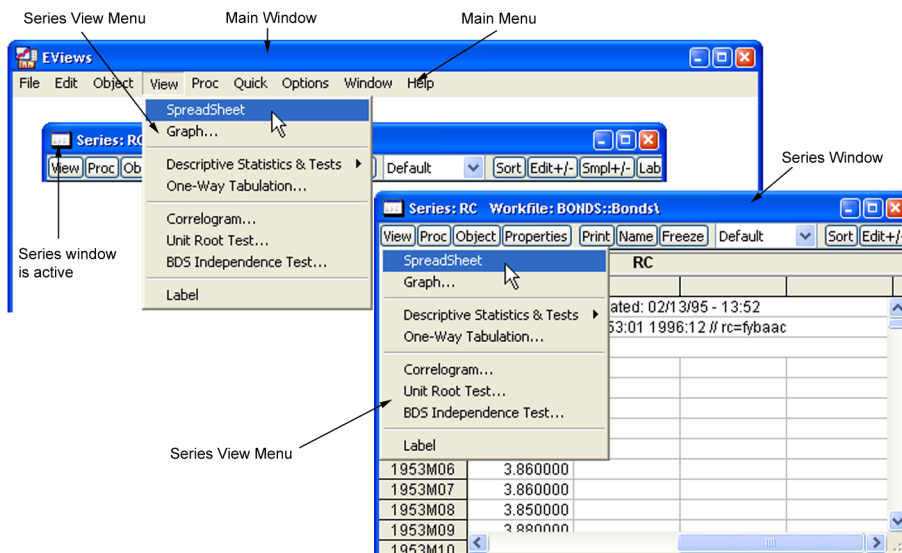 Series View Menu
Main Window
Main Menu
EViews
File Edit Object View Proc Quick Options Window Help
SpreadSheet
Graph...
Descriptive Statistics & Tests
One-Way Tabulation...
Correlogram...
Unit Root Test...
BDS Independence Test...
Label
Series: RC
View Proc Ob
Default Sort Edit+/- Smpl+/- Lab
Series window
is active
Series Window
Series: RC Workfile: BONDS::Bonds\
View Proc Object Properties Print Name Freeze Default Sort Edit+/-
RC
SpreadSheet
Graph...
Descriptive Statistics & Tests
One-Way Tabulation...
Correlogram...
Unit Root Test...
BDS Independence Test...
Label
ated: 02/13/95 - 13:52
53:01 1996:12 // rc=fybaac
Series View Menu
1953M06 3.860000
1953M07 3.860000
1953M08 3.850000
1953M09 3.880000
1953M10